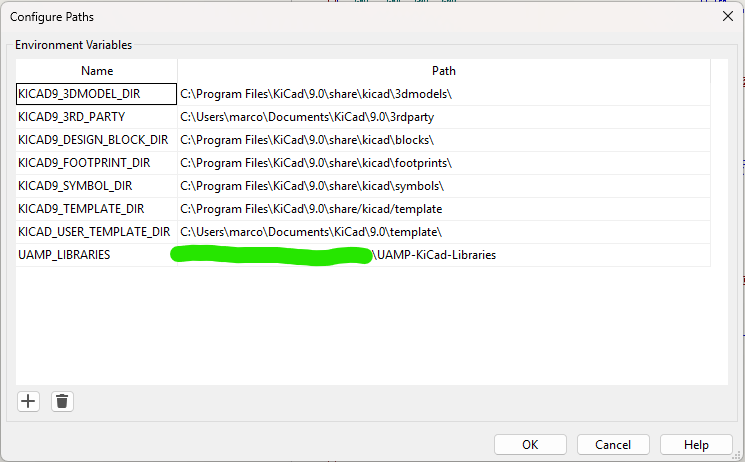 Configure Paths
Environment Variables
Name Path
KICAD9_3DMODEL_DIR C:\Program Files\KiCad\9.0\share\kicad\3dmodels\
KICAD9_3RD_PARTY C:\Users\marco\Documents\KiCad\9.0\3rdparty
KICAD9_DESIGN_BLOCK_DIR C:\Program Files\KiCad\9.0\share\kicad\blocks\
KICAD9_FOOTPRINT_DIR C:\Program Files\KiCad\9.0\share\kicad\footprints\
KICAD9_SYMBOL_DIR C:\Program Files\KiCad\9.0\share\kicad\symbols\
KICAD9_TEMPLATE_DIR C:\Program Files\KiCad\9.0\share/kicad/template
KICAD_USER_TEMPLATE_DIR C:\Users\marco\Documents\KiCad\9.0\template\
UAMP_LIBRARIES \UAMP-KiCad-Libraries
OK Cancel Help